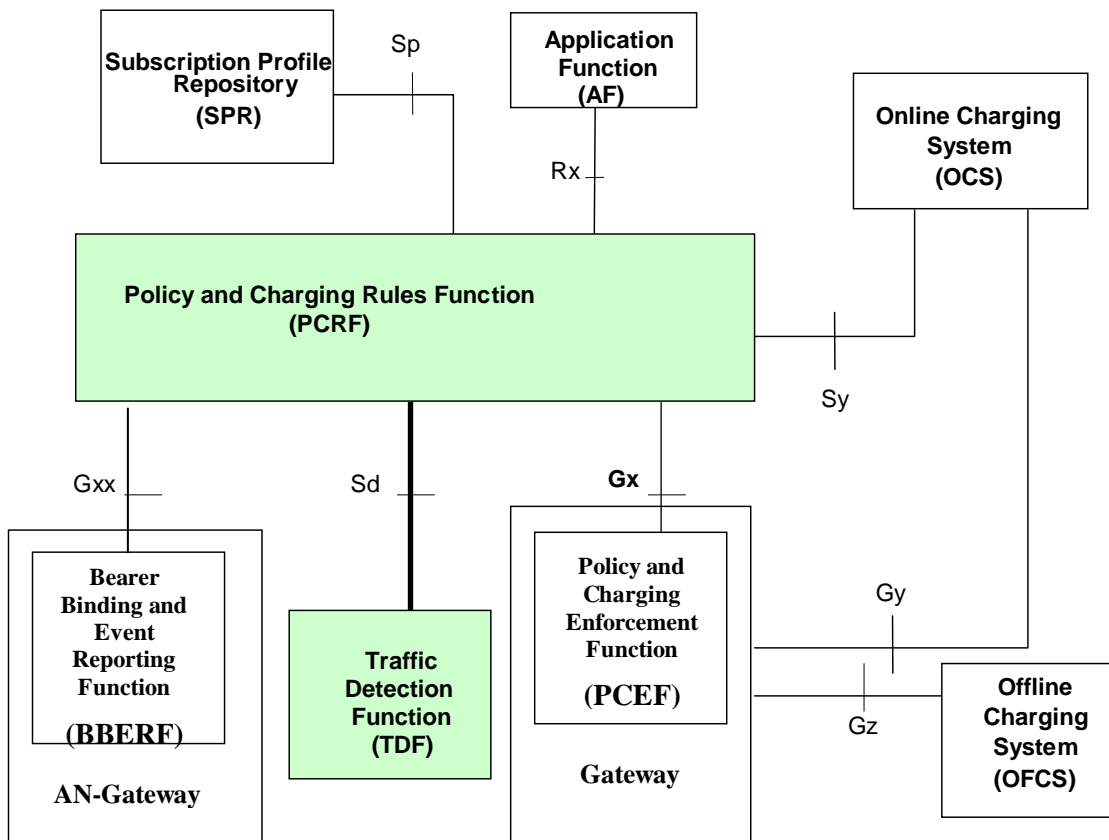 Sp
Subscription Profile
Repository
(SPR)
Application
Function
(AF)
Rx
Online Charging
System
(OCS)
Policy and Charging Rules Function
(PCRF)
Sy
Gxx
Sd
Gx
Bearer
Binding and
Event
Reporting
Function
(BBERF)
AN-Gateway
Traffic
Detection
Function
(TDF)
Policy and
Charging
Enforcement
Function
(PCEF)
Gateway
Gy
Gz
Offline
Charging
System
(OFCS)